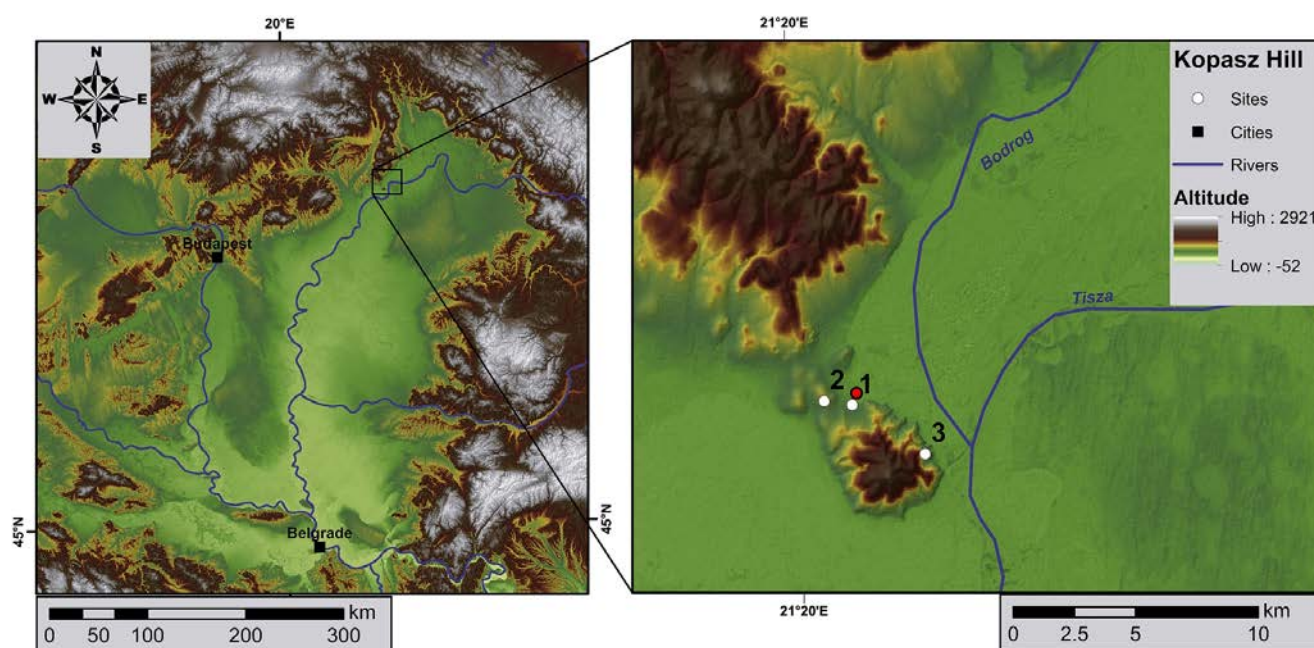 20°E
21°20'E
N
W E
S
Budapest
Belgrade
45°N
45°N
km
0 50 100 200 300
Bodrog
Tisza
2 1
3
Kopasz Hill
Sites
Cities
Rivers
Altitude
High : 2921
Low : -52
21°20'E
km
0 2.5 5 10